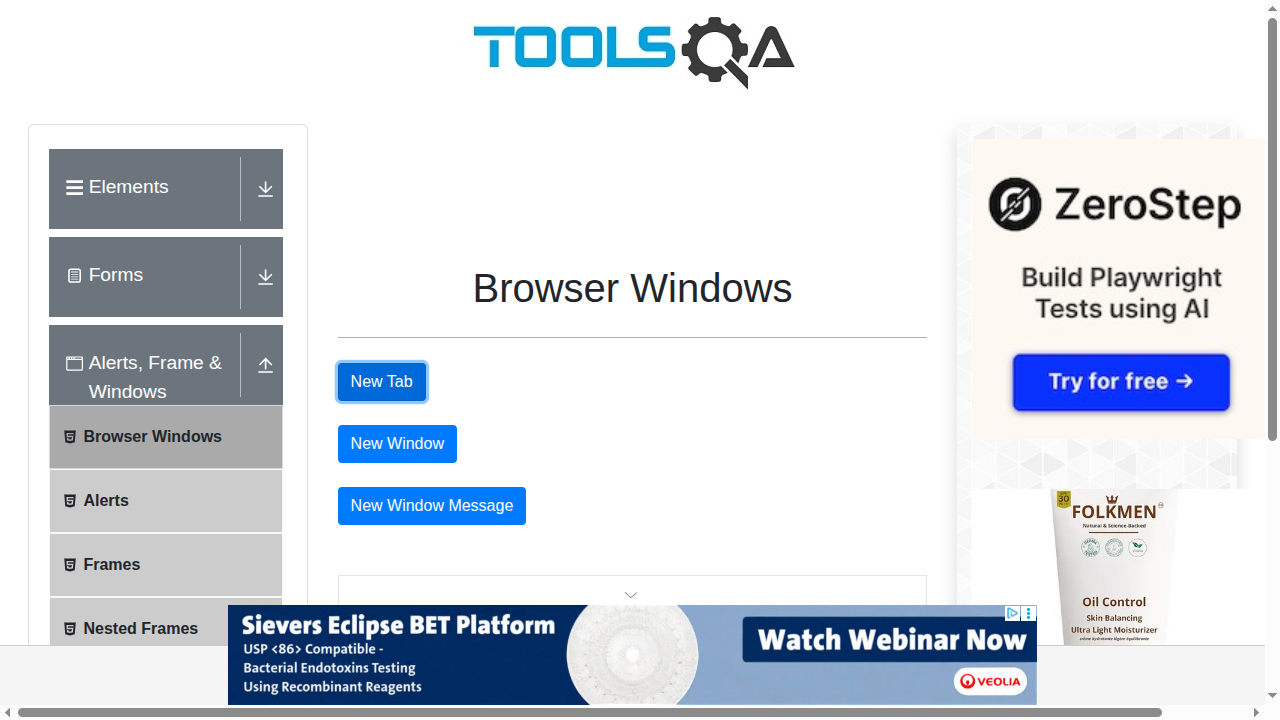 TOOLSQA
Elements
Forms
Alerts, Frame &
Windows
Browser Windows
Alerts
Frames
Nested Frames
Browser Windows
New Tab
New Window
New Window Message
ZeroStep
Build Playwright
Tests using AI
Try for free →
30
FOLKMEN
Natural & Science-Backed
VEGAN
Oil Control
Skin Balancing
Ultra Light Moisturizer
Sievers Eclipse BET Platform
USP <86> Compatible -
Bacterial Endotoxins Testing
Using Recombinant Reagents
Watch Webinar Now
VEOLIA